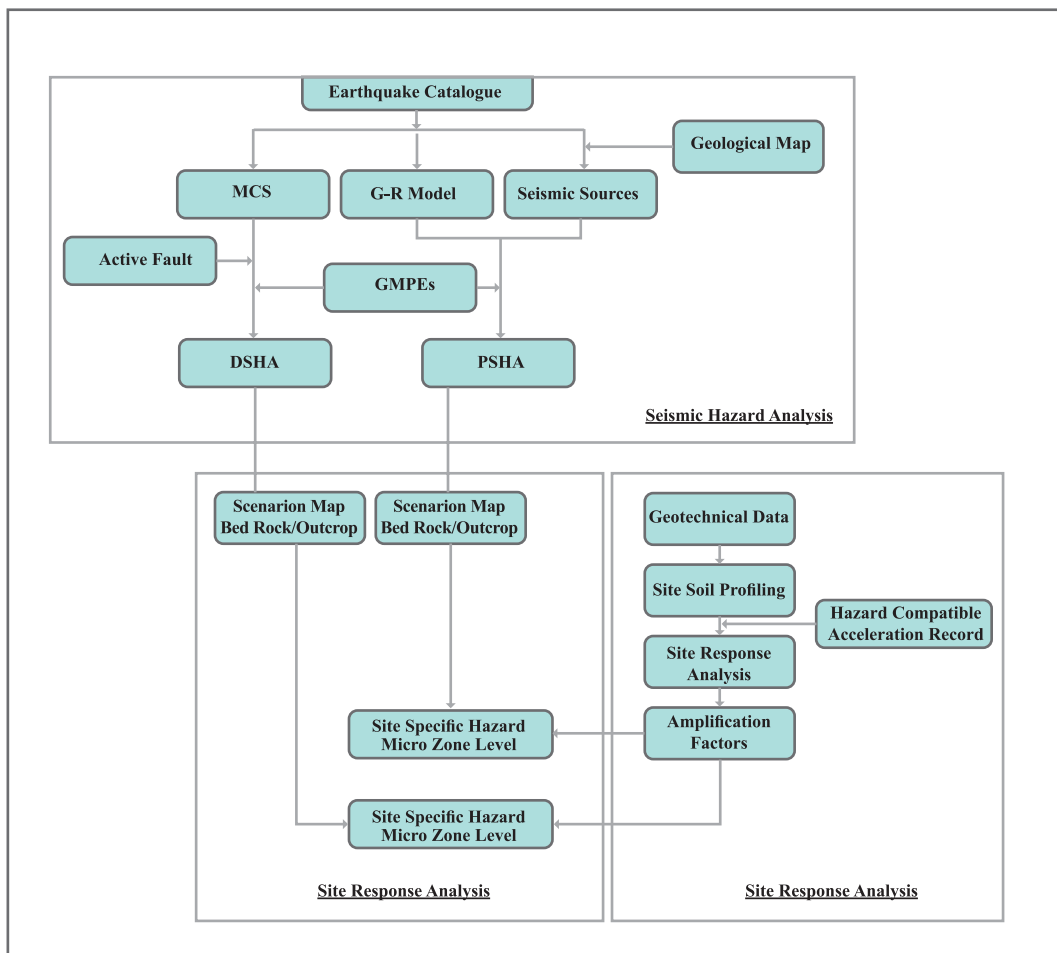 Earthquake Catalogue
Geological Map
MCS
G-R Model
Seismic Sources
Active Fault
GMPEs
DSHA
PSHA
Seismic Hazard Analysis
Scenarion Map
Bed Rock/Outcrop
Scenarion Map
Bed Rock/Outcrop
Geotechnical Data
Site Soil Profiling
Hazard Compatible
Acceleration Record
Site Response
Analysis
Site Specific Hazard
Micro Zone Level
Amplification
Factors
Site Specific Hazard
Micro Zone Level
Site Response Analysis
Site Response Analysis